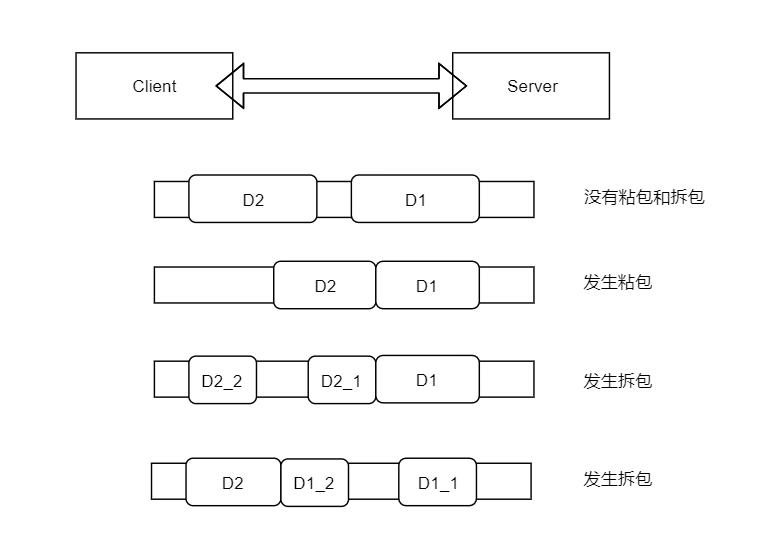 Client
Server
D2
D1
没有粘包和拆包
D2
D1
发生粘包
D2_2
D2_1
D1
发生拆包
D2
D1_2
D1_1
发生拆包